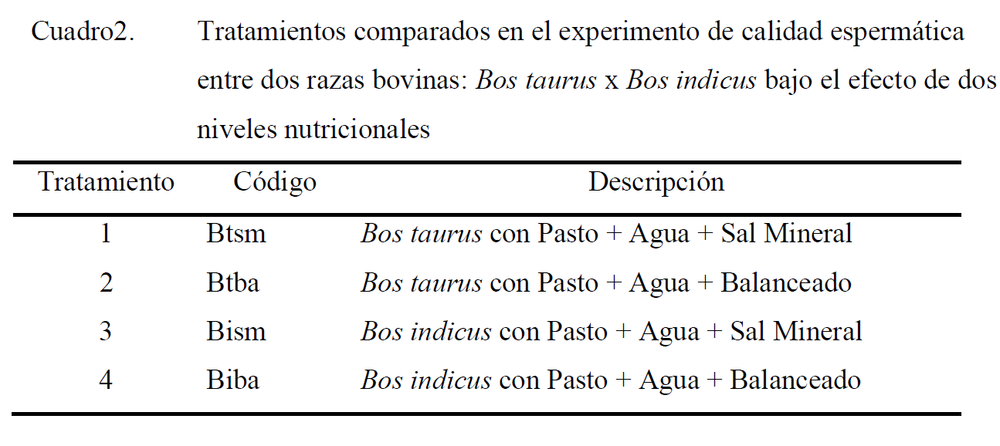 Cuadro2. Tratamientos comparados en el experimento de calidad espermática
entre dos razas bovinas: Bos taurus x Bos indicus bajo el efecto de dos
niveles nutricionales
Tratamiento Código Descripción
1 Btsm Bos taurus con Pasto + Agua + Sal Mineral
2 Btba Bos taurus con Pasto + Agua + Balanceado
3 Bism Bos indicus con Pasto + Agua + Sal Mineral
4 Biba Bos indicus con Pasto + Agua + Balanceado